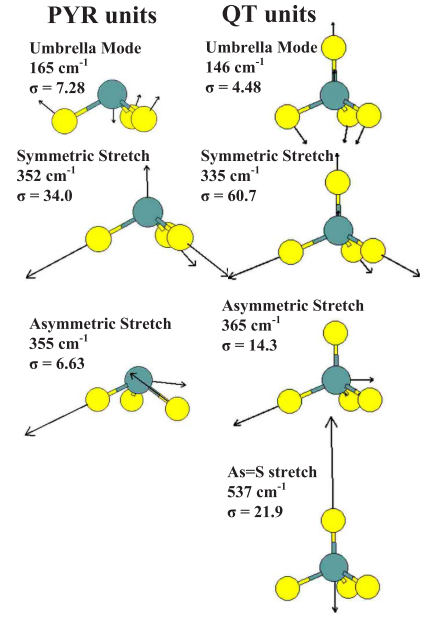 PYR units
QT units
Umbrella Mode
165 cm⁻¹
σ = 7.28
Umbrella Mode
146 cm⁻¹
σ = 4.48
Symmetric Stretch
352 cm⁻¹
σ = 34.0
Symmetric Stretch
335 cm⁻¹
σ = 60.7
Asymmetric Stretch
355 cm⁻¹
σ = 6.63
Asymmetric Stretch
365 cm⁻¹
σ = 14.3
As=S stretch
537 cm⁻¹
σ = 21.9